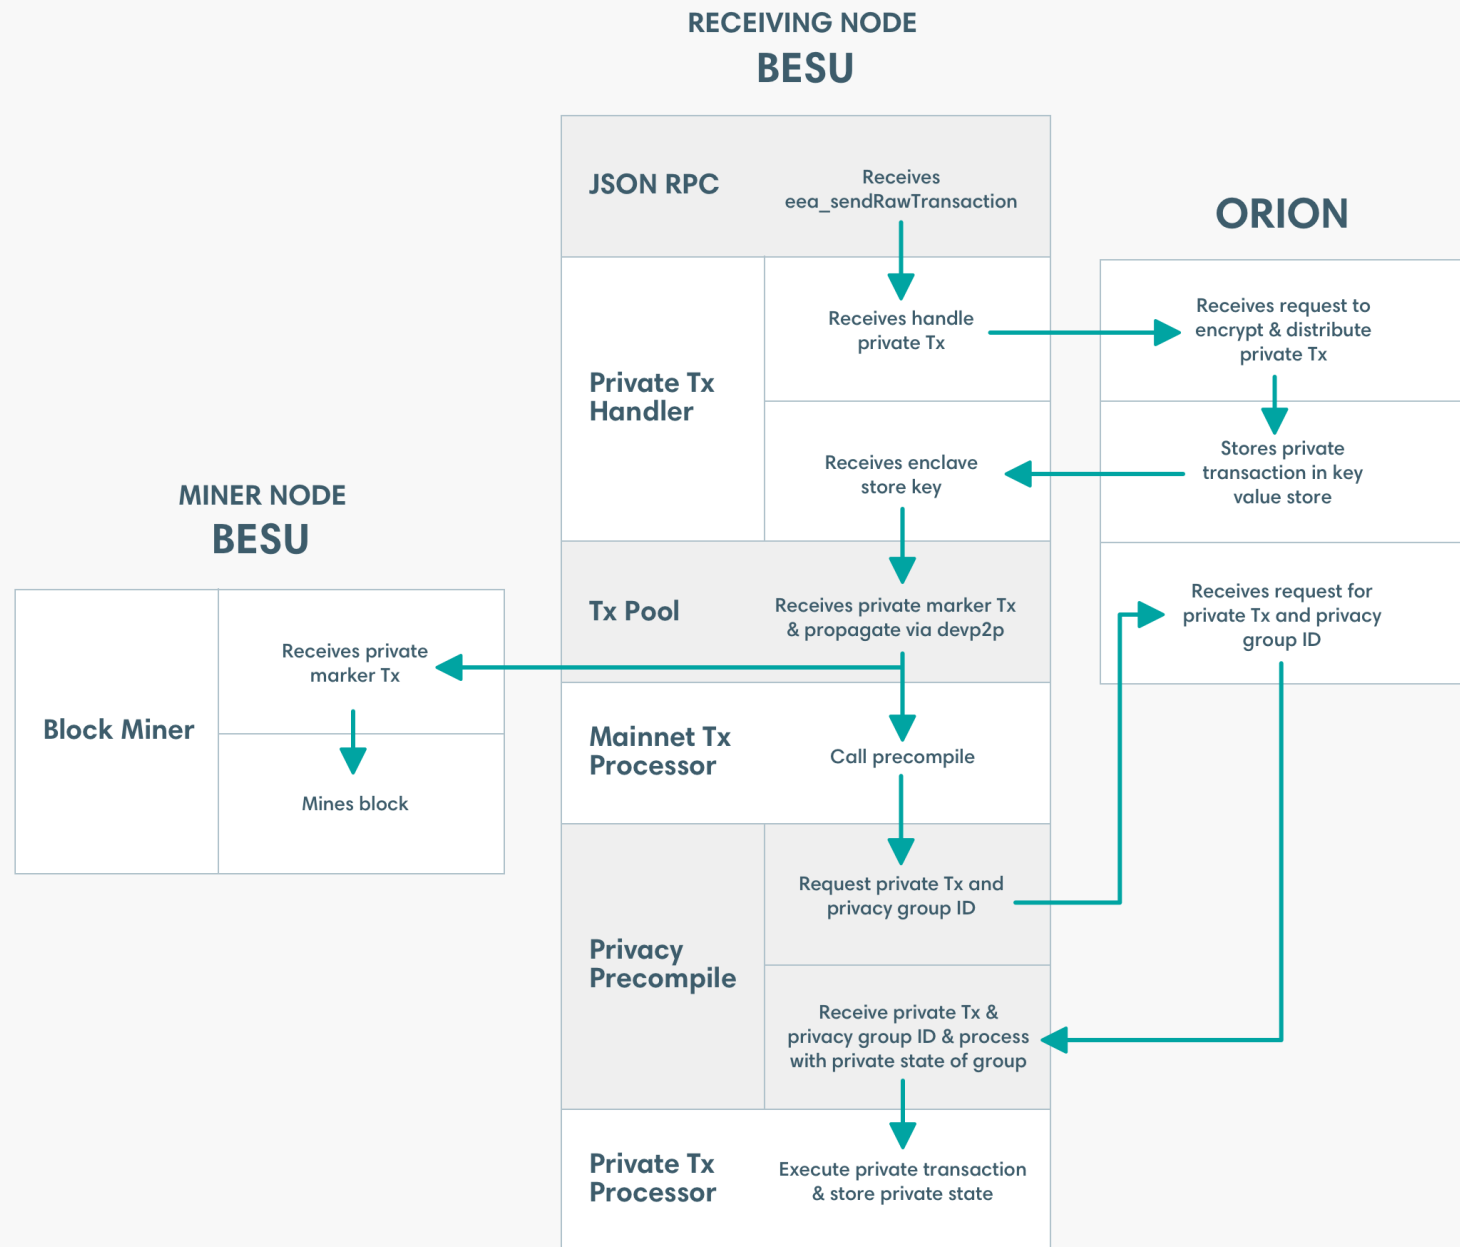 RECEIVING NODE
BESU
JSON RPC
Receives
eea_sendRawTransaction
Private Tx
Handler
Receives handle
private Tx
Receives enclave
store key
Tx Pool
Receives private marker Tx
& propagate via devp2p
Mainnet Tx
Processor
Call precompile
Privacy
Precompile
Request private Tx and
privacy group ID
Receive private Tx &
privacy group ID & process
with private state of group
Private Tx
Processor
Execute private transaction
& store private state
ORION
Receives request to
encrypt & distribute
private Tx
Stores private
transaction in key
value store
Receives request for
private Tx and privacy
group ID
MINER NODE
BESU
Block Miner
Receives private
marker Tx
Mines block